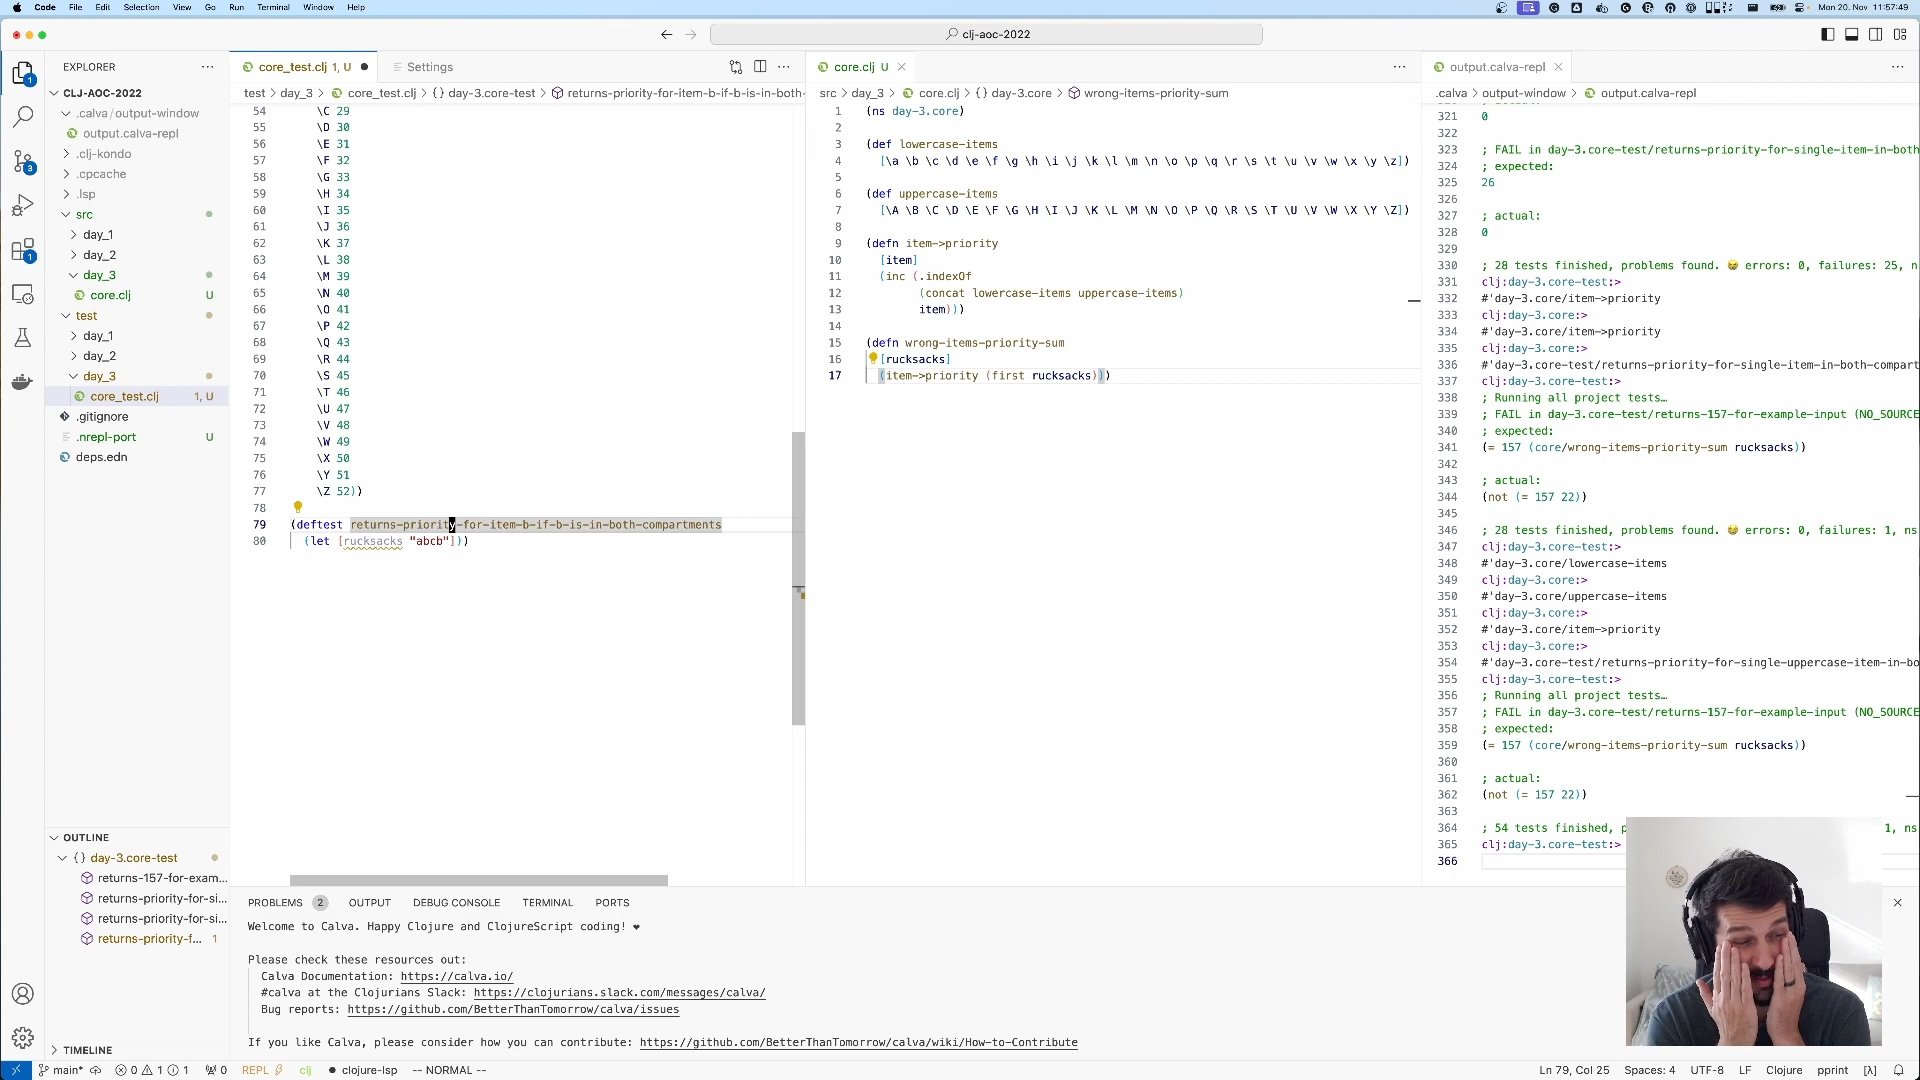 Code File Edit Selection View Go Run Terminal Window Help
Mon 20. Nov 11:57:49
clj-aoc-2022
EXPLORER
CLJ-AOC-2022
.calva/output-window
output.calva-repl
.clj-kondo
.cpcache
.lsp
src
day_1
day_2
day_3
core.clj U
test
day_1
day_2
day_3
core_test.clj 1, U
.gitignore
.nrepl-port U
deps.edn
OUTLINE
{} day-3.core-test
returns-157-for-exam...
returns-priority-for-si...
returns-priority-for-si...
returns-priority-f... 1
TIMELINE
core_test.clj 1, U
Settings
test > day_3 > core_test.clj > {} day-3.core-test > returns-priority-for-item-b-if-b-is-in-both-
54 \C 29
55 \D 30
56 \E 31
57 \F 32
58 \G 33
59 \H 34
60 \I 35
61 \J 36
62 \K 37
63 \L 38
64 \M 39
65 \N 40
66 \O 41
67 \P 42
68 \Q 43
69 \R 44
70 \S 45
71 \T 46
72 \U 47
73 \V 48
74 \W 49
75 \X 50
76 \Y 51
77 \Z 52))
78
79 (deftest returns-priority-for-item-b-if-b-is-in-both-compartments
80 (let [rucksacks "abcb"]))
core.clj U
src > day_3 > core.clj > {} day-3.core > wrong-items-priority-sum
1 (ns day-3.core)
2
3 (def lowercase-items
4 [\a \b \c \d \e \f \g \h \i \j \k \l \m \n \o \p \q \r \s \t \u \v \w \x \y \z])
5
6 (def uppercase-items
7 [\A \B \C \D \E \F \G \H \I \J \K \L \M \N \O \P \Q \R \S \T \U \V \W \X \Y \Z])
8
9 (defn item->priority
10 [item]
11 (inc (.indexOf
12 (concat lowercase-items uppercase-items)
13 item)))
14
15 (defn wrong-items-priority-sum
16 [rucksacks]
17 (item->priority (first rucksacks)))
output.calva-repl
.calva > output-window > output.calva-repl
321 0
322
323 ; FAIL in day-3.core-test/returns-priority-for-single-item-in-both
324 ; expected:
325 26
326
327 ; actual:
328 0
329
330 ; 28 tests finished, problems found. 😭 errors: 0, failures: 25, n
331 clj:day-3.core-test:>
332 #'day-3.core/item->priority
333 clj:day-3.core:>
334 #'day-3.core/item->priority
335 clj:day-3.core:>
336 #'day-3.core-test/returns-priority-for-single-item-in-both-compart
337 clj:day-3.core-test:>
338 ; Running all project tests…
339 ; FAIL in day-3.core-test/returns-157-for-example-input (NO_SOURCE
340 ; expected:
341 (= 157 (core/wrong-items-priority-sum rucksacks))
342
343 ; actual:
344 (not (= 157 22))
345
346 ; 28 tests finished, problems found. 😭 errors: 0, failures: 1, ns
347 clj:day-3.core-test:>
348 #'day-3.core/lowercase-items
349 clj:day-3.core:>
350 #'day-3.core/uppercase-items
351 clj:day-3.core:>
352 #'day-3.core/item->priority
353 clj:day-3.core:>
354 #'day-3.core-test/returns-priority-for-single-uppercase-item-in-bo
355 clj:day-3.core-test:>
356 ; Running all project tests…
357 ; FAIL in day-3.core-test/returns-157-for-example-input (NO_SOURCE
358 ; expected:
359 (= 157 (core/wrong-items-priority-sum rucksacks))
360
361 ; actual:
362 (not (= 157 22))
363
364 ; 54 tests finished, p 1, ns
365 clj:day-3.core-test:>
366
PROBLEMS 2 OUTPUT DEBUG CONSOLE TERMINAL PORTS
Welcome to Calva. Happy Clojure and ClojureScript coding! ❤
Please check these resources out:
Calva Documentation: https://calva.io/
#calva at the Clojurians Slack: https://clojurians.slack.com/messages/calva/
Bug reports: https://github.com/BetterThanTomorrow/calva/issues
If you like Calva, please consider how you can contribute: https://github.com/BetterThanTomorrow/calva/wiki/How-to-Contribute
main* 0 1 1 0 REPL clj clojure-lsp -- NORMAL -- Ln 79, Col 25 Spaces: 4 UTF-8 LF Clojure pprint [λ]